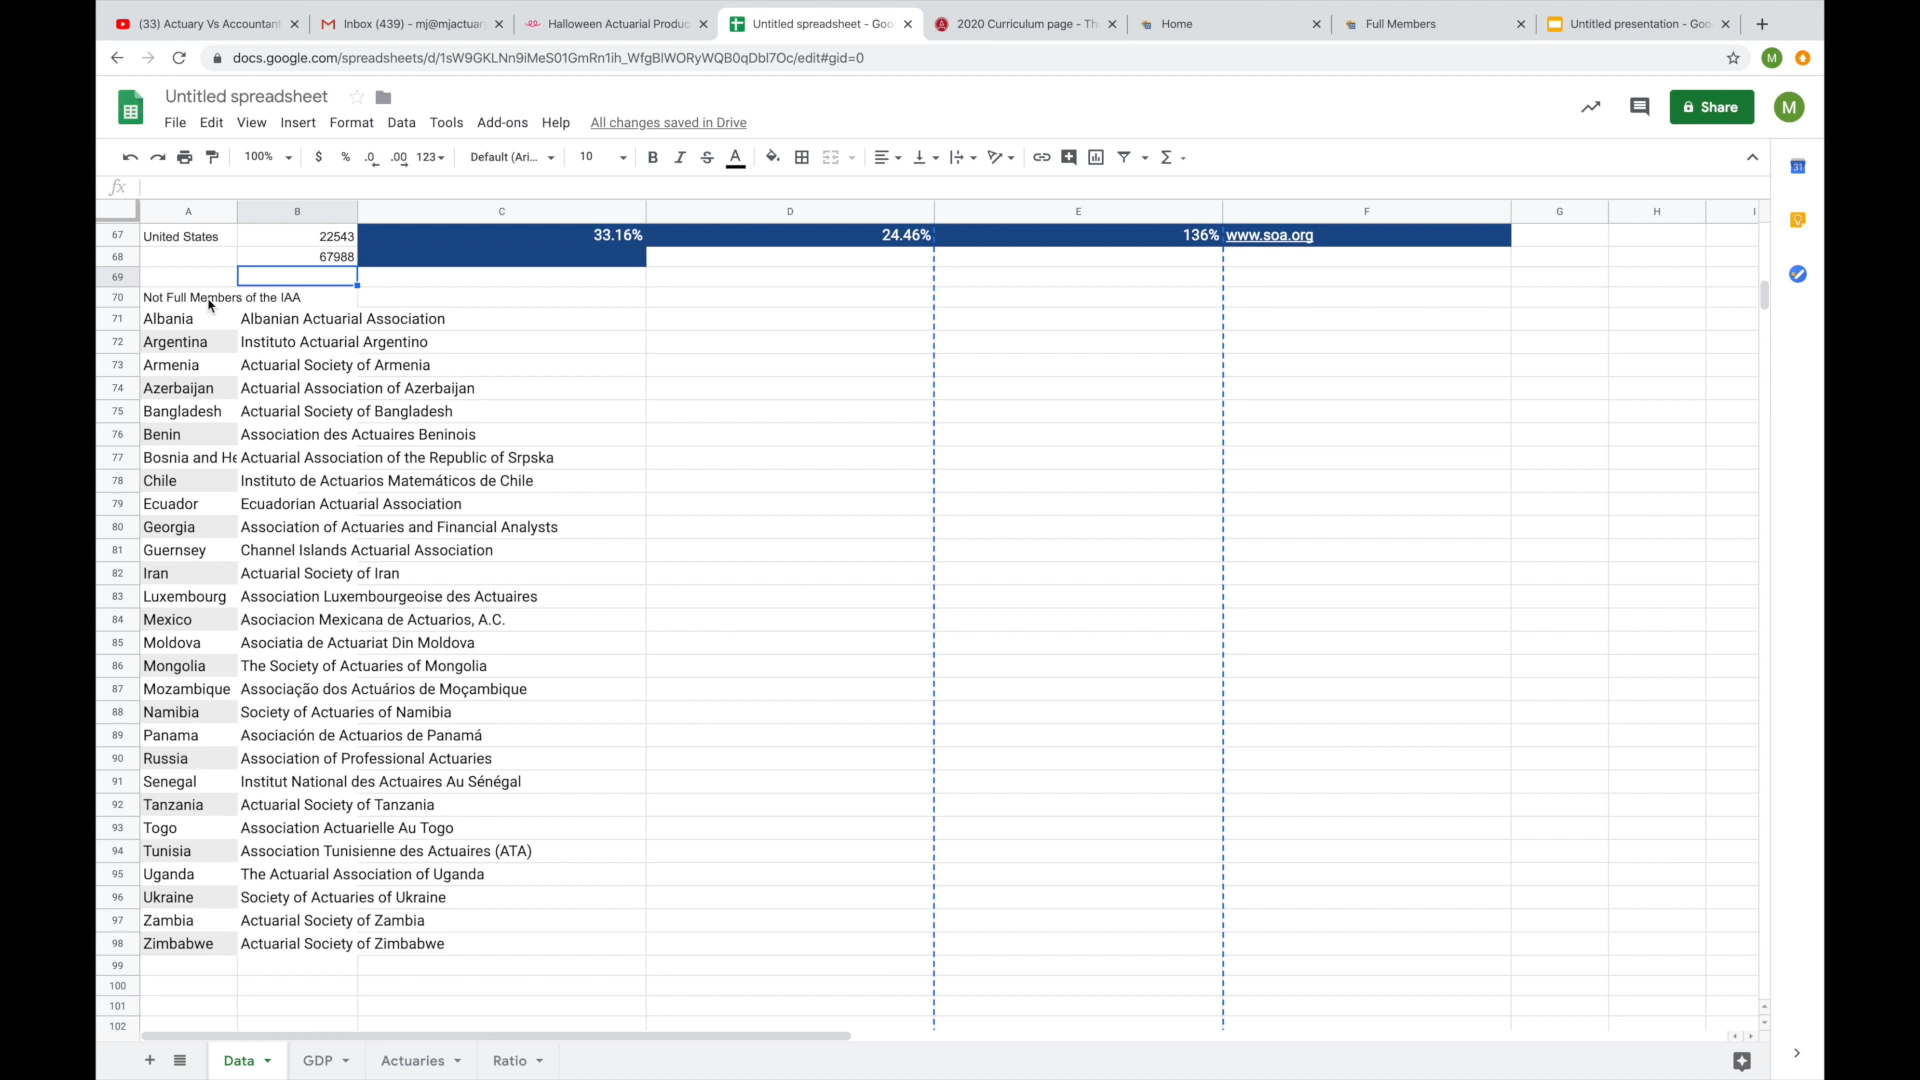 (33) Actuary Vs Accountan
Inbox (439) - mj@mjactuar
Halloween Actuarial Produc
Untitled spreadsheet - Goo
2020 Curriculum page - Th
Home
Full Members
Untitled presentation - Goo
docs.google.com/spreadsheets/d/1sW9GKLNn9iMeS01GmRn1ih_WfgBlWORyWQB0qDbl7Oc/edit#gid=0
M
Untitled spreadsheet
Share
M
File Edit View Insert Format Data Tools Add-ons Help All changes saved in Drive
100% $ % .0 .00 123 Default (Ari... 10 B I S A Σ
31
fx
A B C D E F G H I
67 United States 22543 33.16% 24.46% 136% www.soa.org
68 67988
69
70 Not Full Members of the IAA
71 Albania Albanian Actuarial Association
72 Argentina Instituto Actuarial Argentino
73 Armenia Actuarial Society of Armenia
74 Azerbaijan Actuarial Association of Azerbaijan
75 Bangladesh Actuarial Society of Bangladesh
76 Benin Association des Actuaires Beninois
77 Bosnia and He Actuarial Association of the Republic of Srpska
78 Chile Instituto de Actuarios Matemáticos de Chile
79 Ecuador Ecuadorian Actuarial Association
80 Georgia Association of Actuaries and Financial Analysts
81 Guernsey Channel Islands Actuarial Association
82 Iran Actuarial Society of Iran
83 Luxembourg Association Luxembourgeoise des Actuaires
84 Mexico Asociacion Mexicana de Actuarios, A.C.
85 Moldova Asociatia de Actuariat Din Moldova
86 Mongolia The Society of Actuaries of Mongolia
87 Mozambique Associação dos Actuários de Moçambique
88 Namibia Society of Actuaries of Namibia
89 Panama Asociación de Actuarios de Panamá
90 Russia Association of Professional Actuaries
91 Senegal Institut National des Actuaires Au Sénégal
92 Tanzania Actuarial Society of Tanzania
93 Togo Association Actuarielle Au Togo
94 Tunisia Association Tunisienne des Actuaires (ATA)
95 Uganda The Actuarial Association of Uganda
96 Ukraine Society of Actuaries of Ukraine
97 Zambia Actuarial Society of Zambia
98 Zimbabwe Actuarial Society of Zimbabwe
99
100
101
102
Data GDP Actuaries Ratio